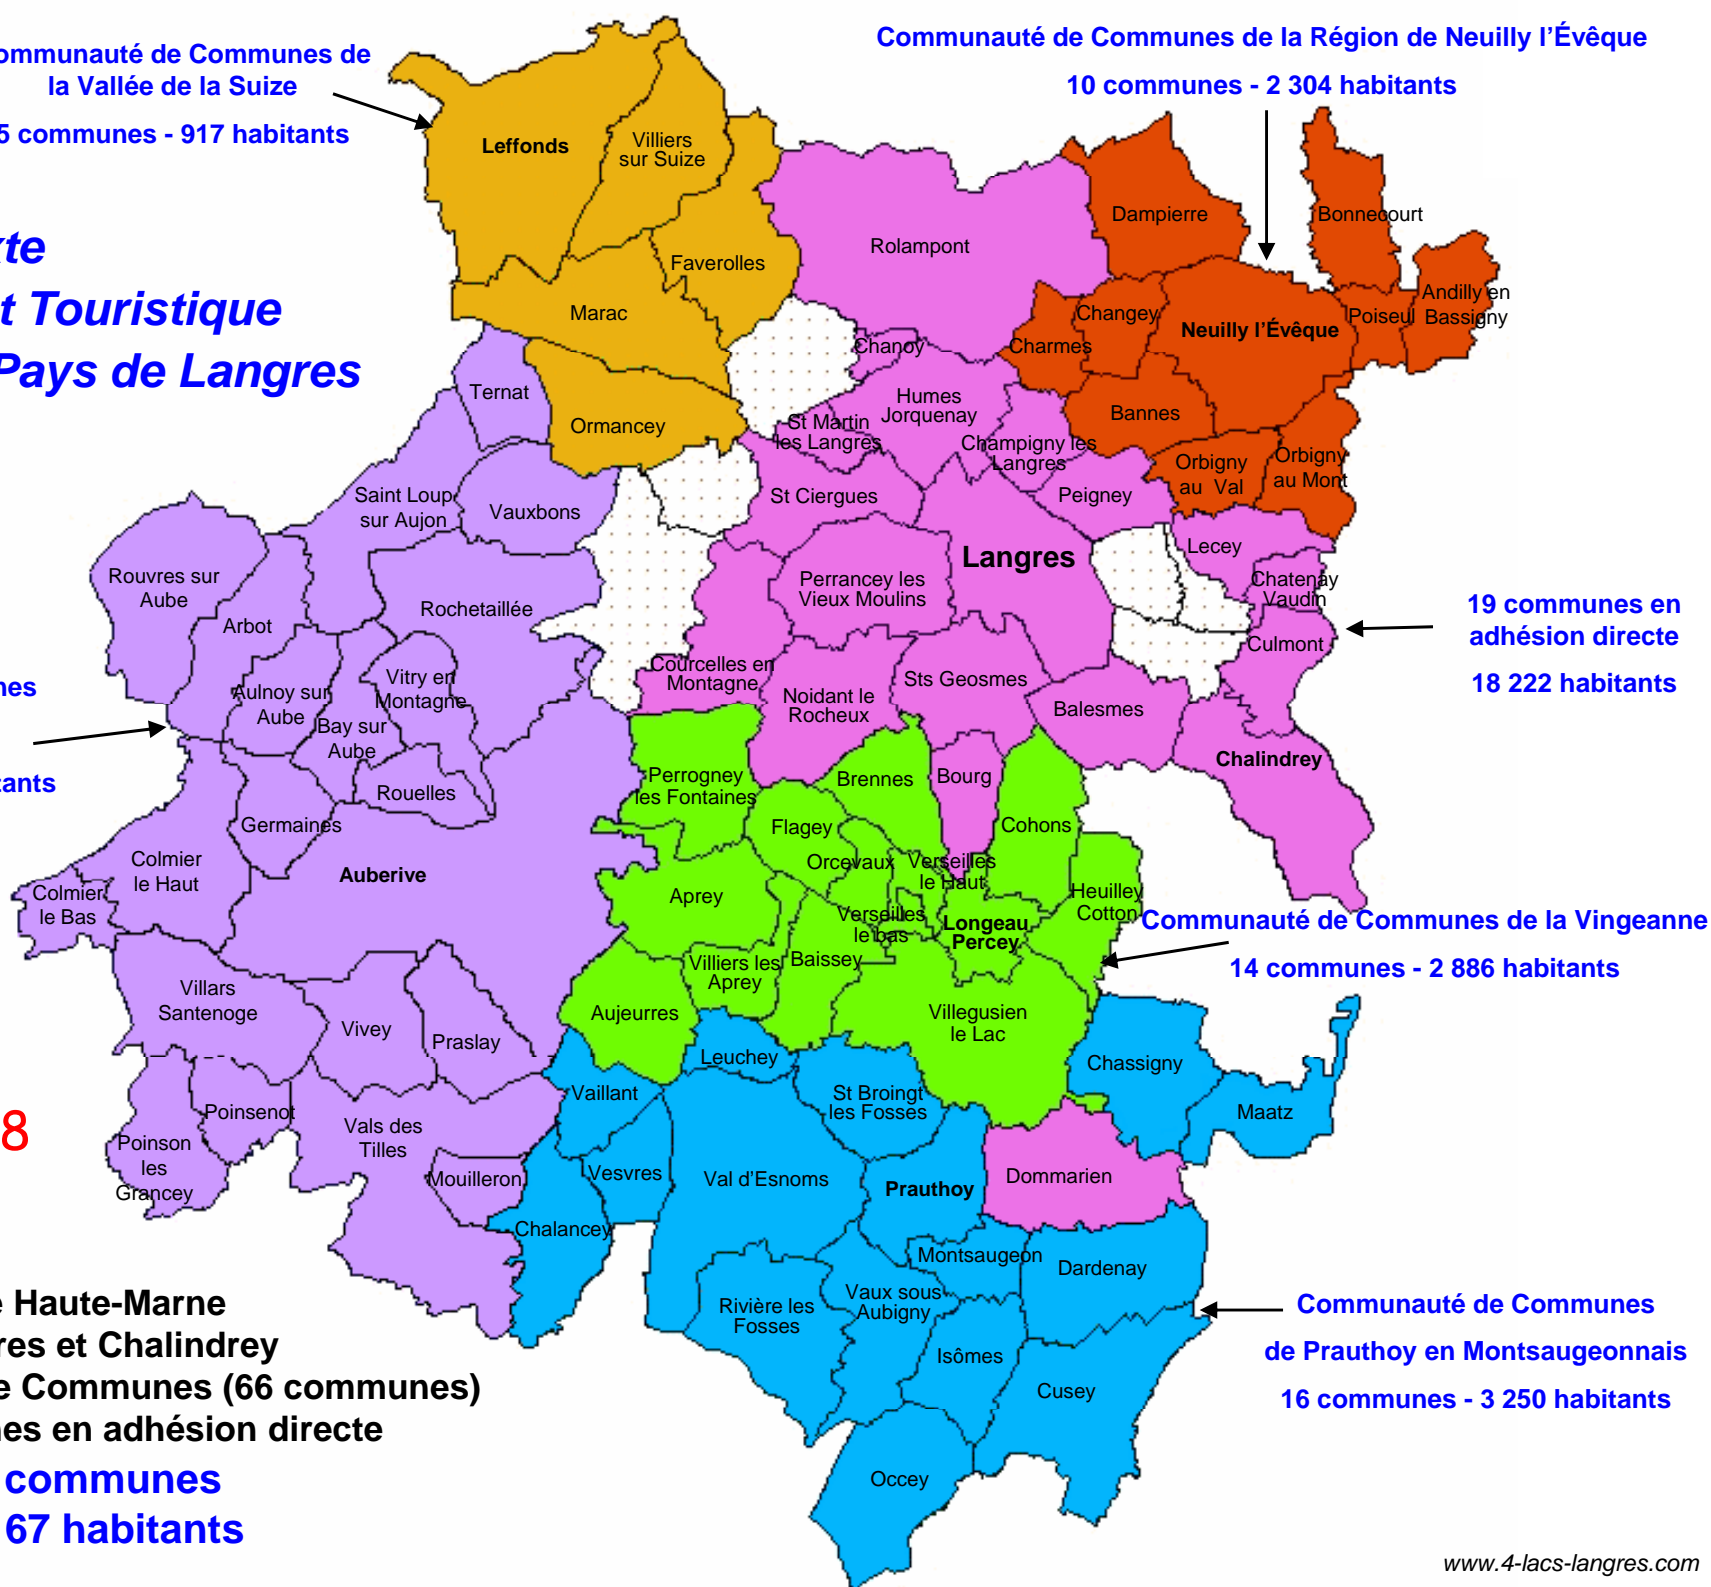 ommunauté de Communes de
la Vallée de la Suize
5 communes - 917 habitants
Communauté de Communes de la Région de Neuilly l'Évêque
10 communes - 2 304 habitants
xte
t Touristique
Pays de Langres
Leffonds
Villiers
sur Suize
Faverolles
Marac
Ormancey
Rolampont
Dampierre
Bonnecourt
Changey
Charmes
Neuilly l'Évêque
Poiseul
Andilly en
Bassigny
Bannes
Orbigny
au Val
Orbigny
au Mont
Chanoy
Humes
Jorquenay
St Martin
les Langres
Champigny les
Langres
Peigney
St Ciergues
Langres
Lecey
Chatenay
Vaudin
Culmont
Perrancey les
Vieux Moulins
Courcelles en
Montagne
Noidant le
Rocheux
Sts Geosmes
Balesmes
Chalindrey
Bourg
19 communes en
adhésion directe
18 222 habitants
Ternat
Saint Loup
sur Aujon
Vauxbons
Rouvres sur
Aube
Arbot
Rochetaillée
Aulnoy sur
Aube
Vitry en
Montagne
Bay sur
Aube
Rouelles
Germaines
Colmier
le Haut
Colmier
le Bas
Auberive
Villars
Santenoge
Vivey
Praslay
Poinsenot
Poinson
les
Grancey
Vals des
Tilles
Mouilleron
nes
tants
Perrogney
les Fontaines
Brennes
Flagey
Cohons
Orcevaux
Verseilles
le Haut
Heuilley
Cotton
Aprey
Verseilles
le bas
Longeau
Percey
Baissey
Villiers les
Aprey
Aujeurres
Villegusien
le Lac
Communauté de Communes de la Vingeanne
14 communes - 2 886 habitants
Leuchey
Vaillant
St Broingt
les Fosses
Chassigny
Maatz
Vesvres
Val d'Esnoms
Prauthoy
Dommarien
Chalancey
Montsaugeon
Dardenay
Rivière les
Fosses
Vaux sous
Aubigny
Isômes
Cusey
Occey
Communauté de Communes
de Prauthoy en Montsaugeonnais
16 communes - 3 250 habitants
8
e Haute-Marne
res et Chalindrey
e Communes (66 communes)
nes en adhésion directe
communes
67 habitants
www.4-lacs-langres.com